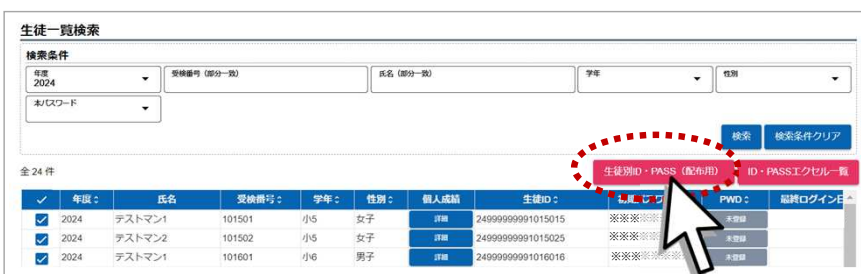 生徒一覧検索
検索条件
年度 受検番号（部分一致） 氏名（部分一致） 学年 性別
2024
本パスワード
検索 検索条件クリア
全 24 件 生徒別ID・PASS（配布用） ID・PASSエクセル一覧
年度 氏名 受検番号 学年 性別 個人成績 生徒ID PWD 最終ログイン
2024 テストマン1 101501 小5 女子 詳細 24999999991015015 ※※※ 未登録
2024 テストマン2 101502 小5 女子 詳細 24999999991015025 ※※※ 未登録
2024 テストマン1 101601 小6 男子 詳細 24999999991016016 ※※※ 未登録